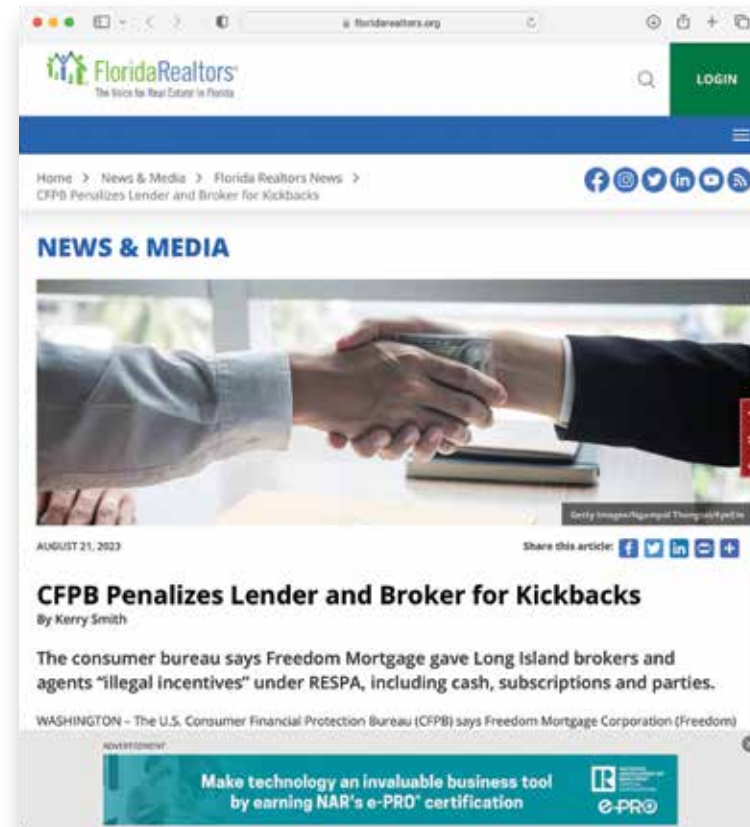 floridarealtors.org
FloridaRealtors
The Voice for Real Estate in Florida
LOGIN
Home > News & Media > Florida Realtors News >
CFPB Penalizes Lender and Broker for Kickbacks
NEWS & MEDIA
Getty Images/
AUGUST 21, 2023
Share this article:
CFPB Penalizes Lender and Broker for Kickbacks
By Kerry Smith
The consumer bureau says Freedom Mortgage gave Long Island brokers and
agents “illegal incentives” under RESPA, including cash, subscriptions and parties.
WASHINGTON – The U.S. Consumer Financial Protection Bureau (CFPB) says Freedom Mortgage Corporation (Freedom)
ADVERTISEMENT
Make technology an invaluable business tool
by earning NAR's e-PRO® certification
e-PRO®